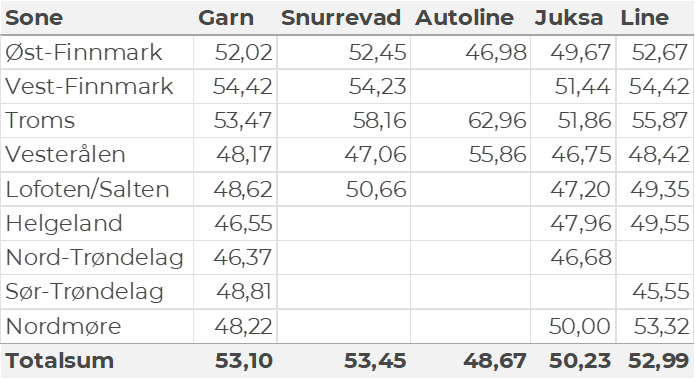 Sone Garn Snurrevad Autoline Juksa Line
Øst-Finnmark 52,02 52,45 46,98 49,67 52,67
Vest-Finnmark 54,42 54,23 51,44 54,42
Troms 53,47 58,16 62,96 51,86 55,87
Vesterålen 48,17 47,06 55,86 46,75 48,42
Lofoten/Salten 48,62 50,66 47,20 49,35
Helgeland 46,55 47,96 49,55
Nord-Trøndelag 46,37 46,68
Sør-Trøndelag 48,81 45,55
Nordmøre 48,22 50,00 53,32
Totalsum 53,10 53,45 48,67 50,23 52,99